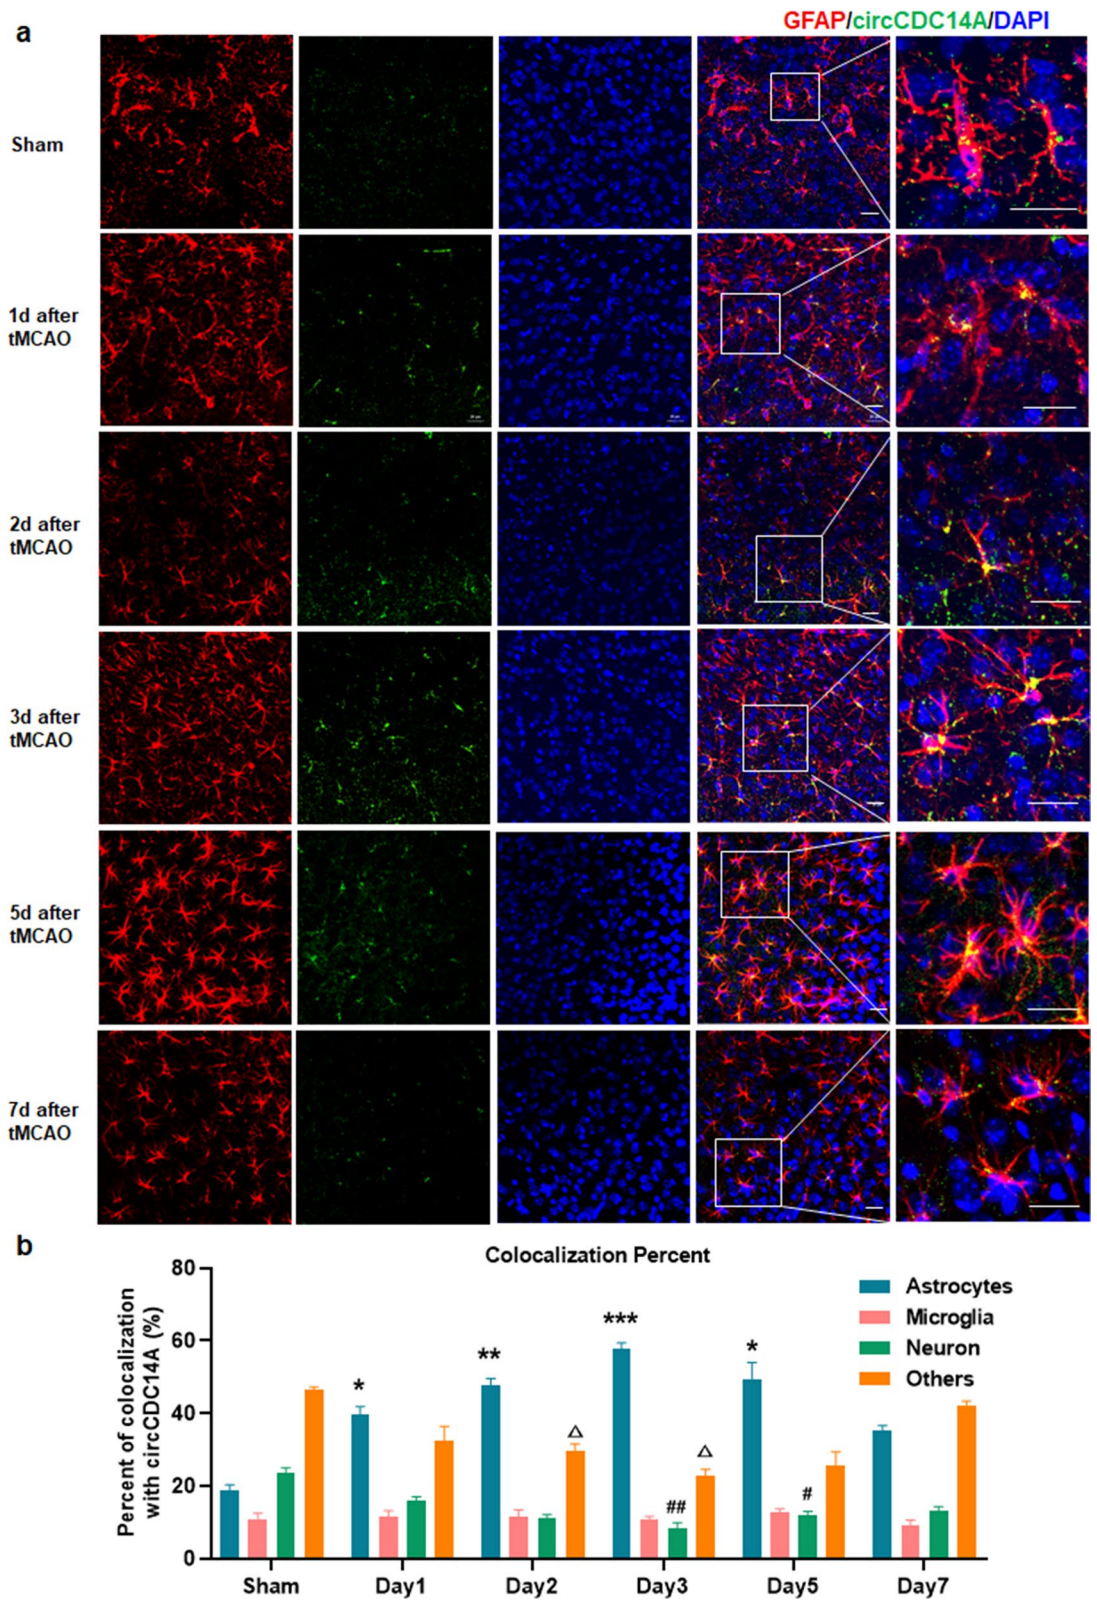 GFAP/circCDC14A/DAPI
a
Sham
1d after
tMCAO
2d after
tMCAO
3d after
tMCAO
5d after
tMCAO
7d after
tMCAO
b
Colocalization Percent
Percent of colocalization
with circCDC14A (%)
80
60
40
20
0
Astrocytes
Microglia
Neuron
Others
*
**
***
*
△
△
##
#
Sham Day1 Day2 Day3 Day5 Day7